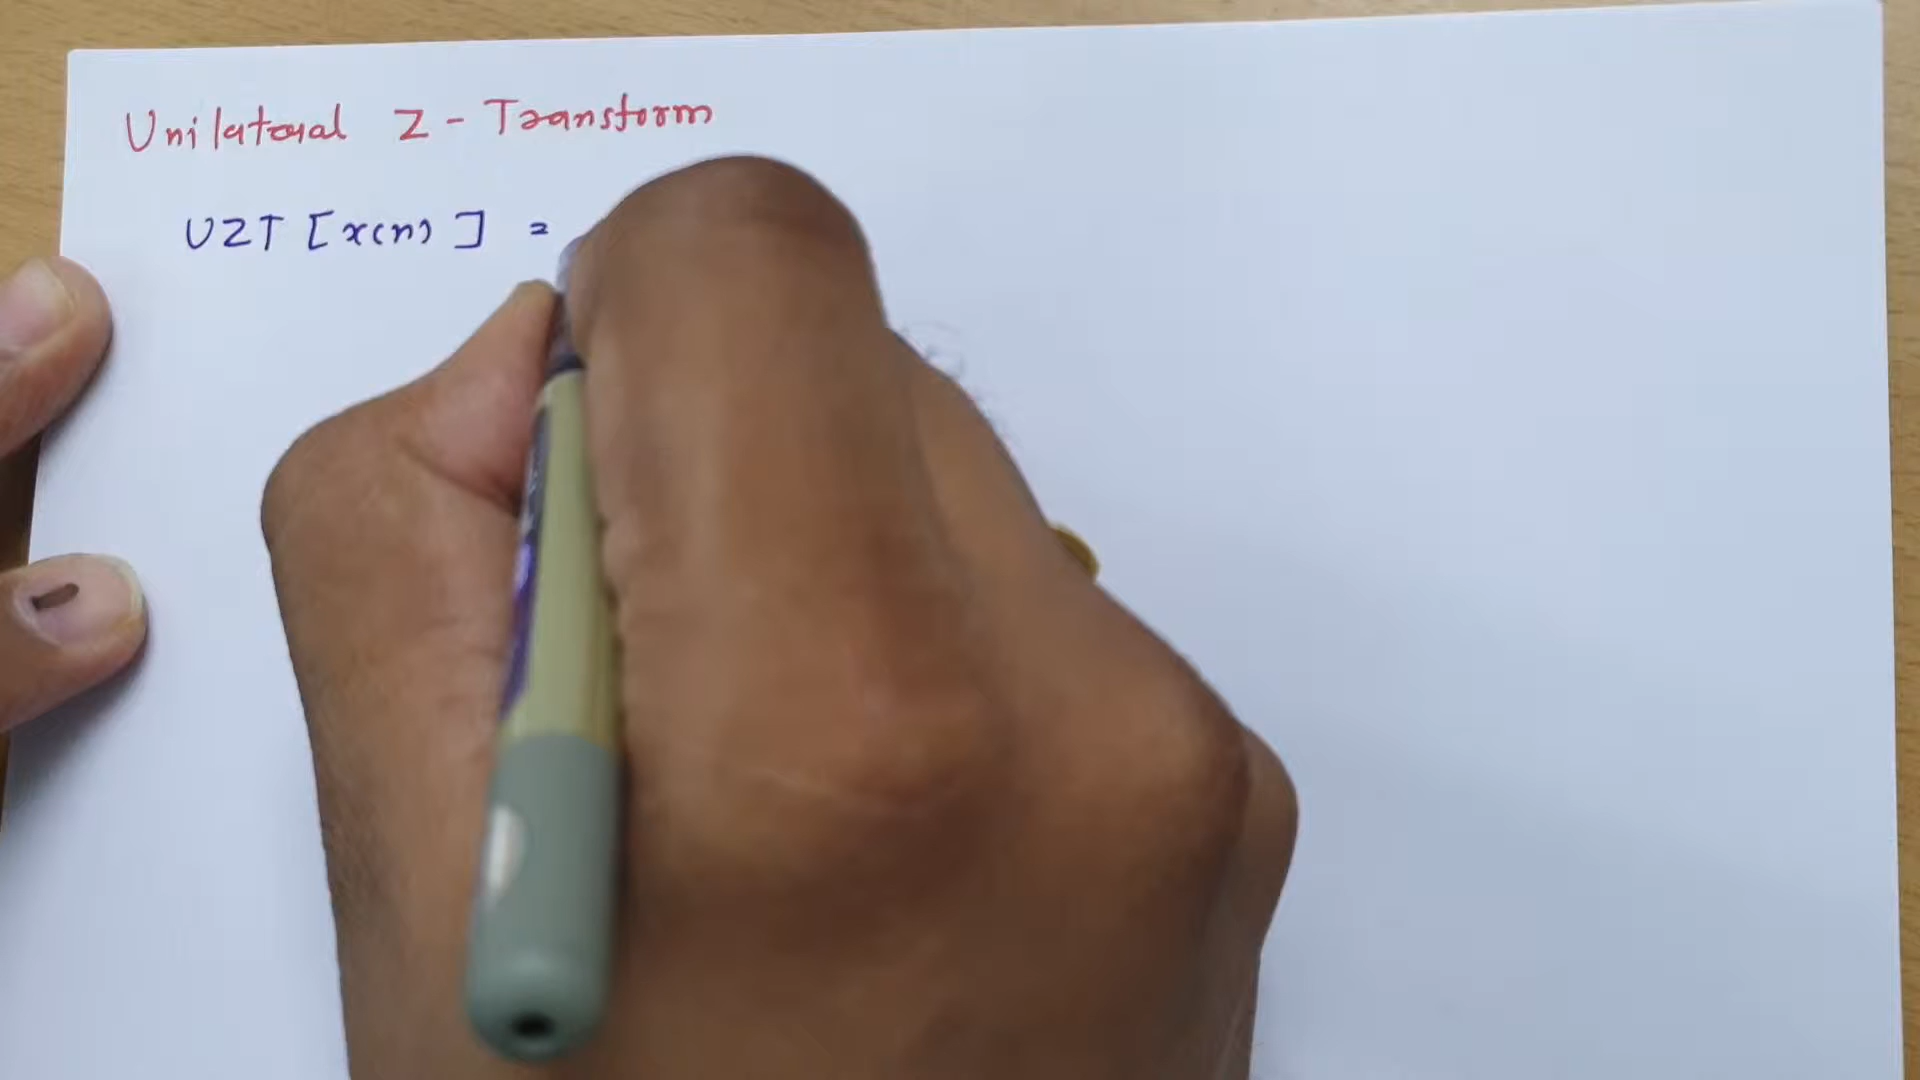 Unilateral Z-Transform
UZT [x(n)] =